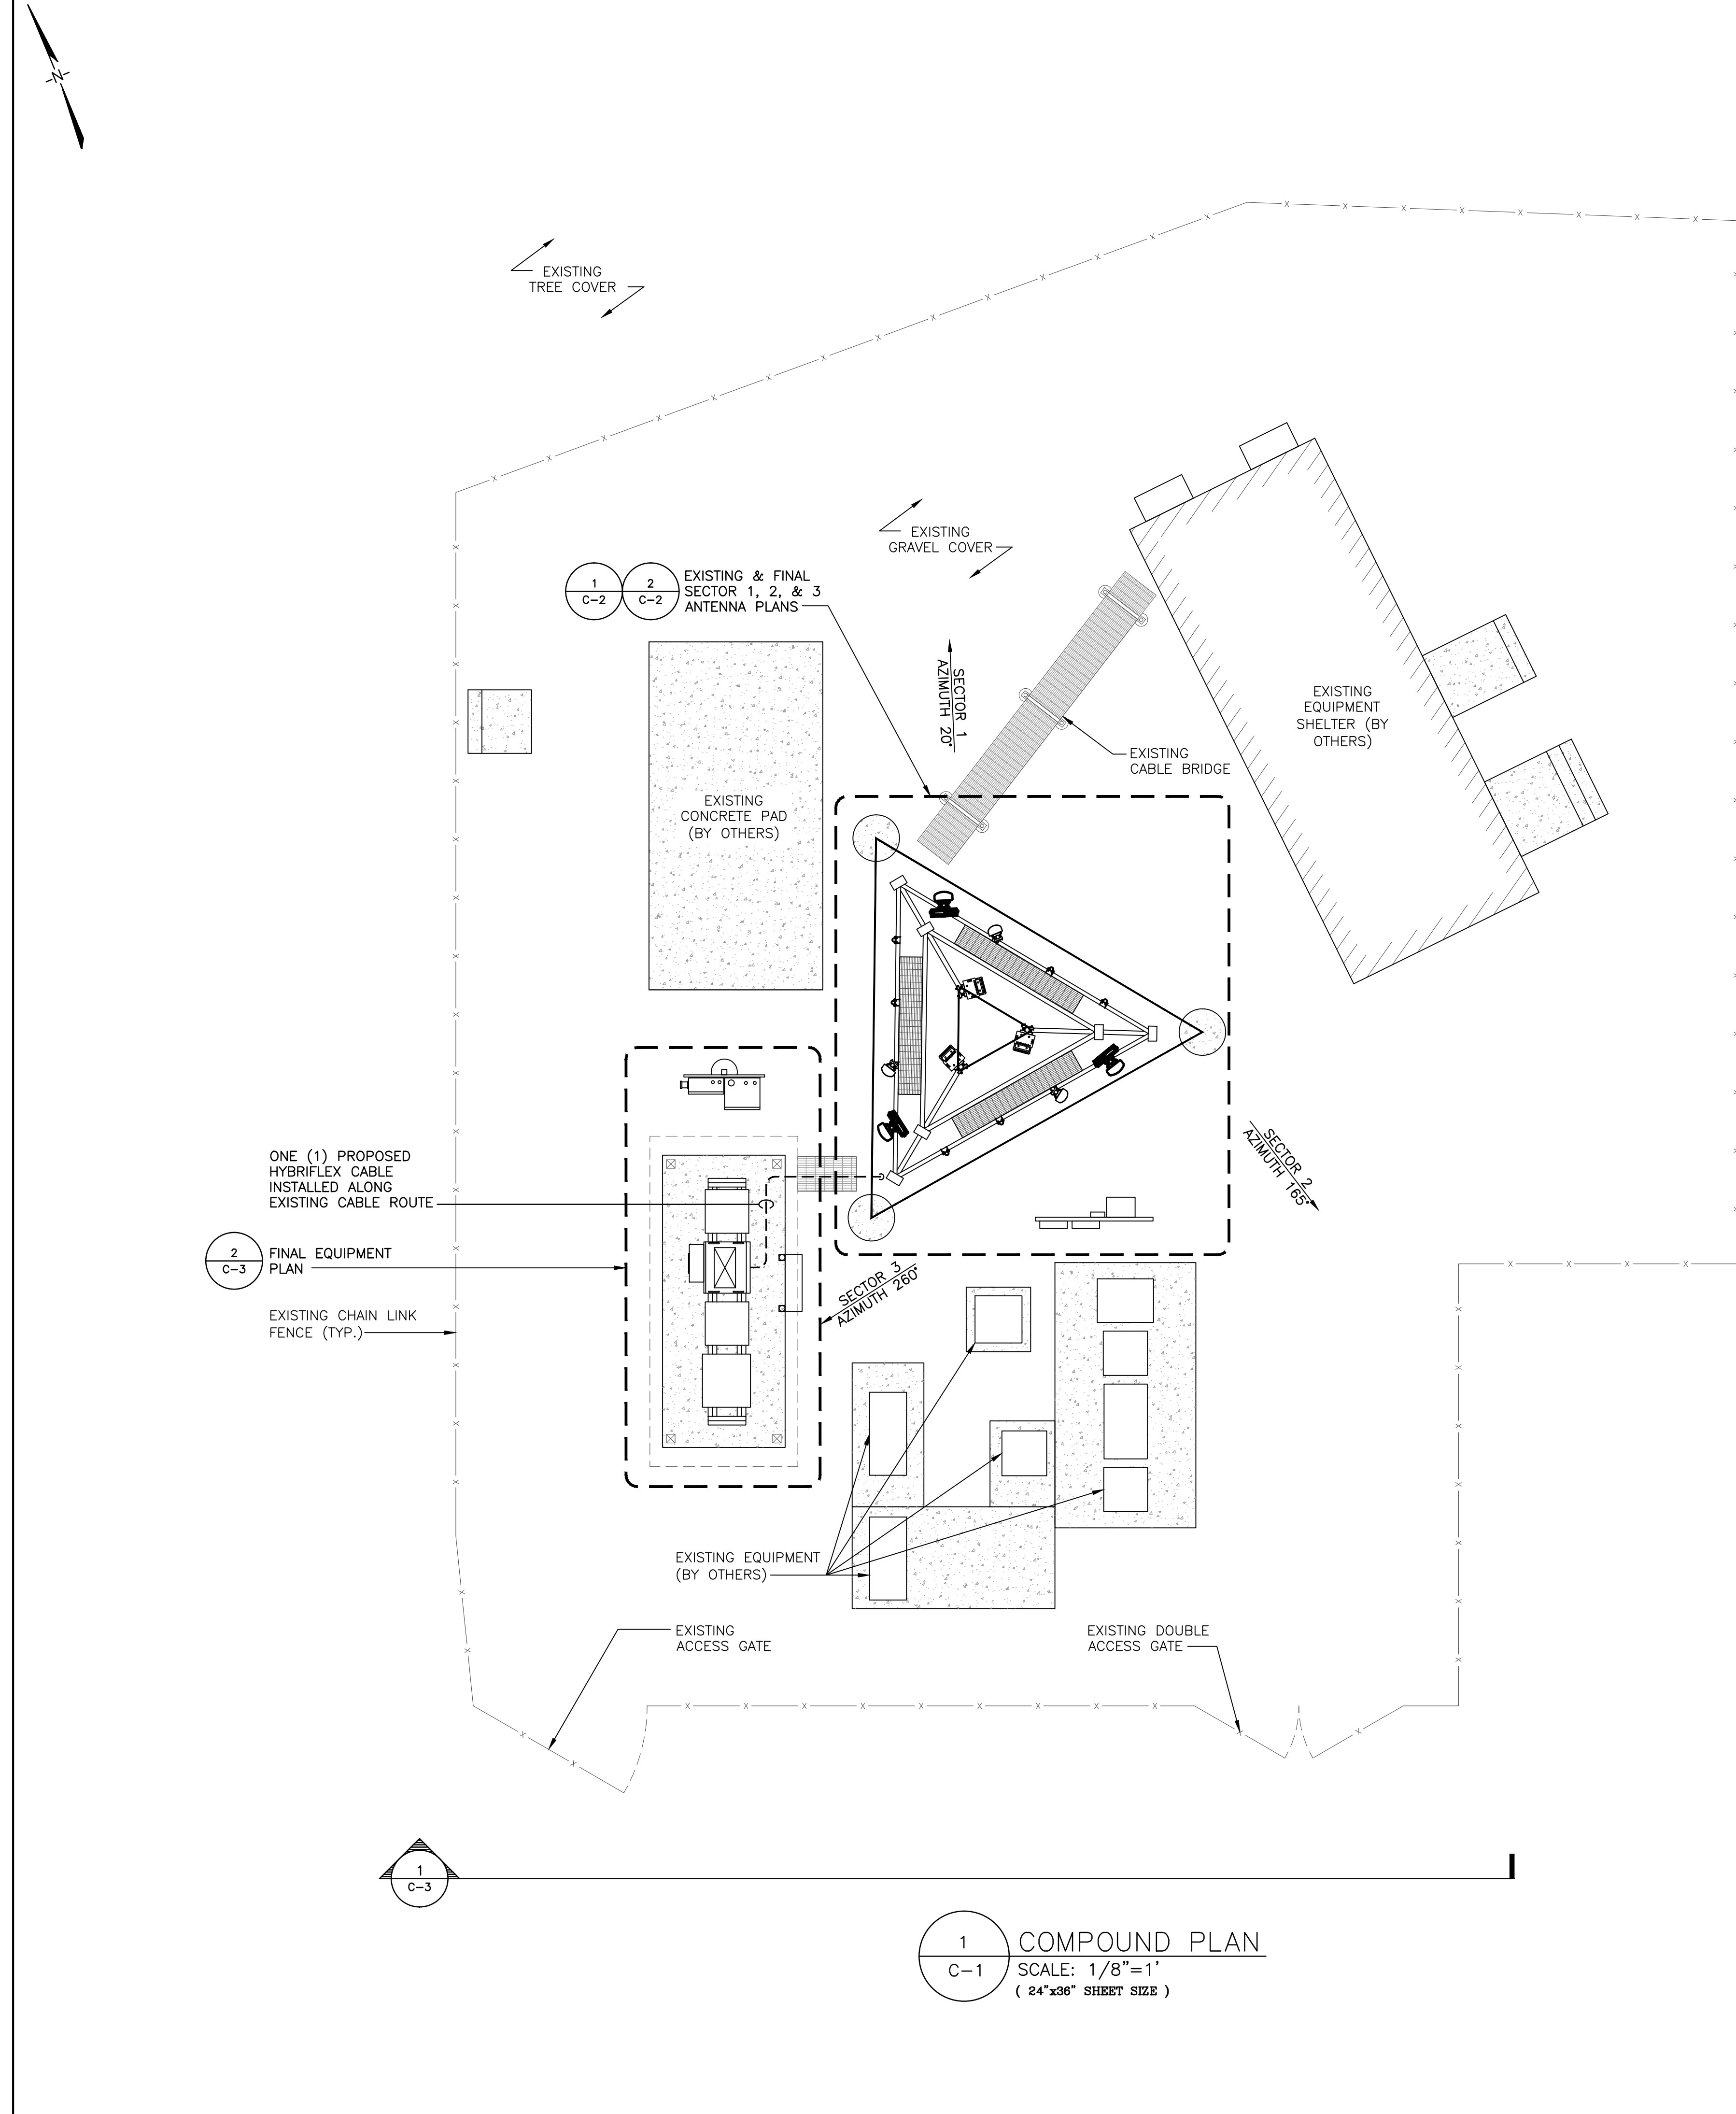 N
EXISTING
TREE COVER
EXISTING
GRAVEL COVER
1
C-2
2
C-2
EXISTING & FINAL
SECTOR 1, 2, & 3
ANTENNA PLANS
SECTOR 1
AZIMUTH 20°
EXISTING
EQUIPMENT
SHELTER (BY
OTHERS)
EXISTING
CABLE BRIDGE
EXISTING
CONCRETE PAD
(BY OTHERS)
SECTOR 2
AZIMUTH 165°
ONE (1) PROPOSED
HYBRIFLEX CABLE
INSTALLED ALONG
EXISTING CABLE ROUTE
2
C-3
FINAL EQUIPMENT
PLAN
SECTOR 3
AZIMUTH 260°
EXISTING CHAIN LINK
FENCE (TYP.)
EXISTING EQUIPMENT
(BY OTHERS)
EXISTING
ACCESS GATE
EXISTING DOUBLE
ACCESS GATE
1
C-3
1
C-1
COMPOUND PLAN
SCALE: 1/8"=1'
( 24"x36" SHEET SIZE )